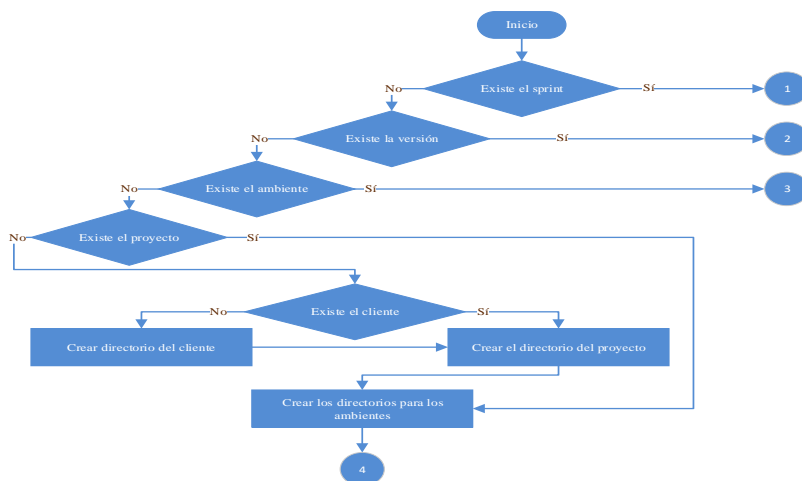 Inicio
Existe el sprint
No
Sí
1
Existe la versión
No
Sí
2
Existe el ambiente
No
Sí
3
Existe el proyecto
No
Sí
Existe el cliente
No
Sí
Crear directorio del cliente
Crear el directorio del proyecto
Crear los directorios para los
ambientes
4